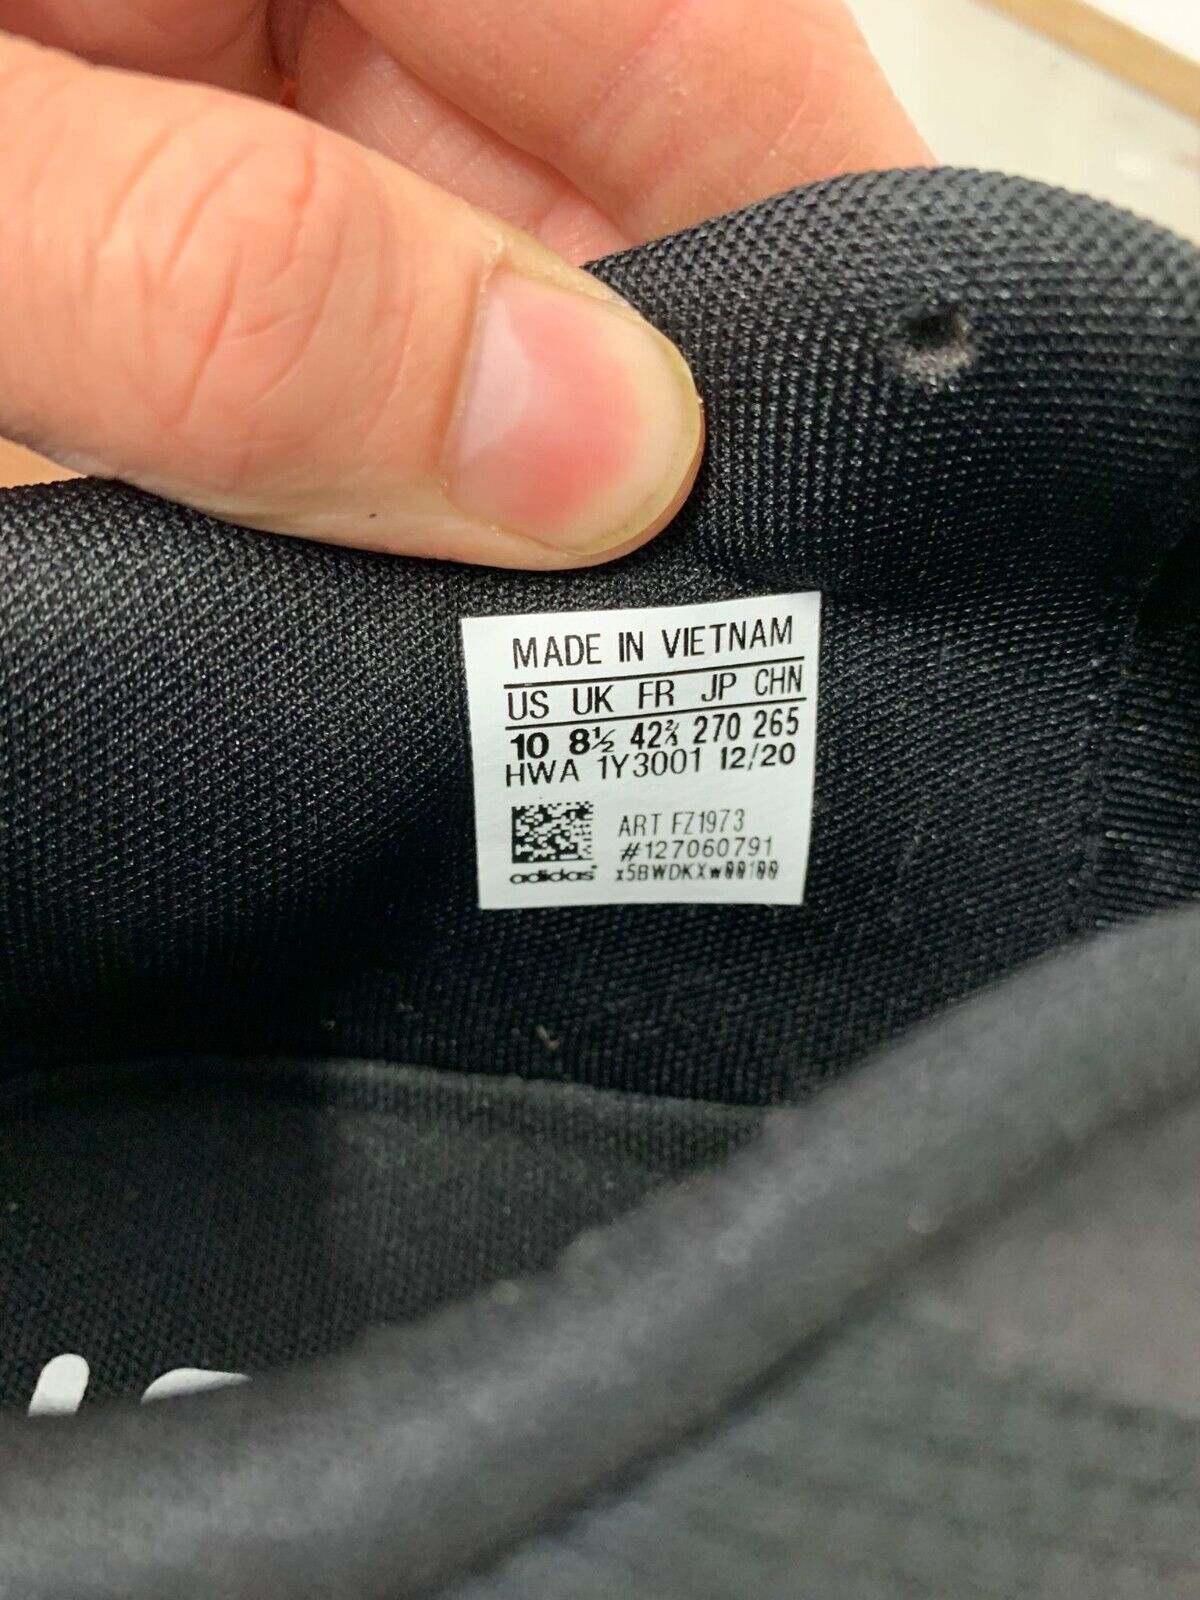 MADE IN VIETNAM
US UK FR JP CHN
10 8½ 42⅔ 270 265
HWA 1Y3001 12/20
ART FZ1973
#127060791
adidas x5BWDKXw00100